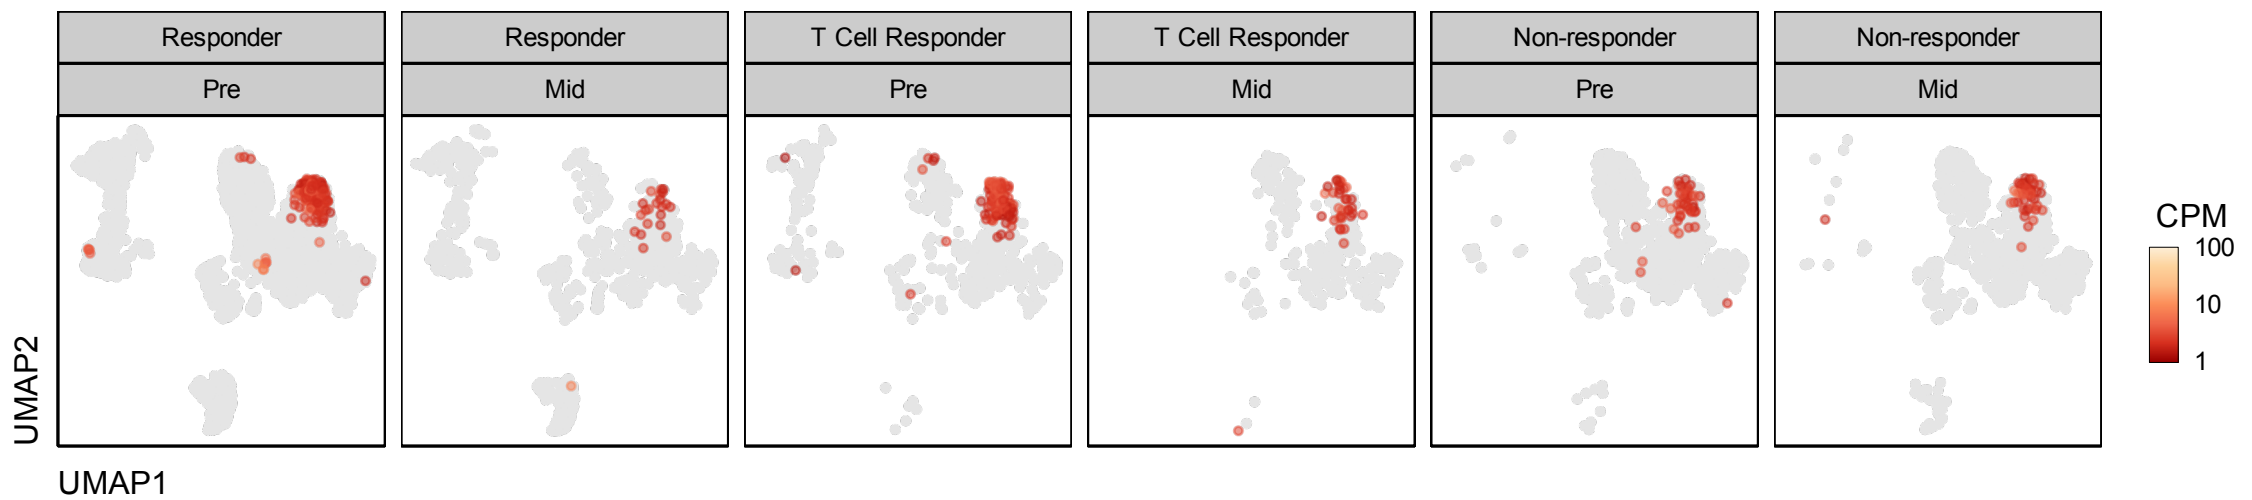 Responder
Responder
T Cell Responder
T Cell Responder
Non-responder
Non-responder
Pre
Mid
Pre
Mid
Pre
Mid
UMAP2
UMAP1
CPM
100
10
1